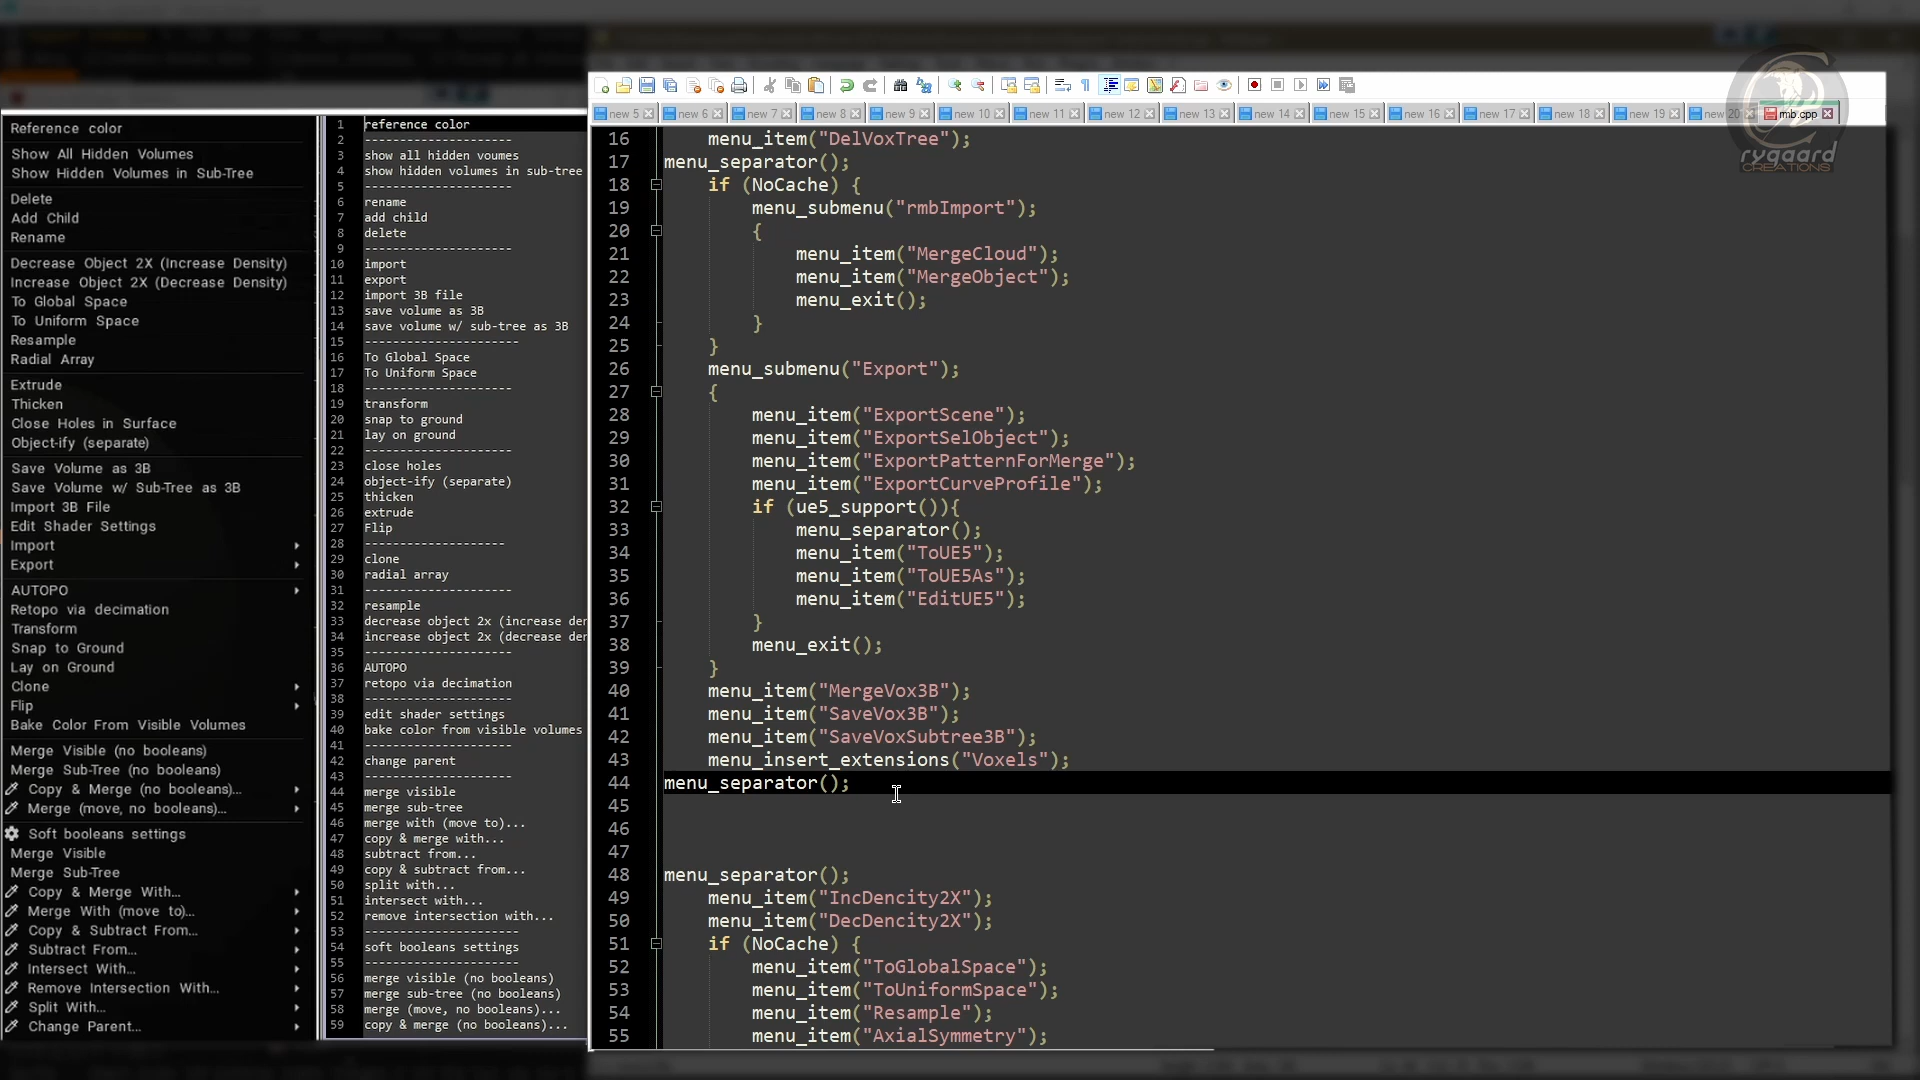 new 5
new 6
new 7
new 8
new 9
new 10
new 11
new 12
new 13
new 14
new 15
new 16
new 17
new 18
new 19
new 20
rmb.cpp
rygaard
CREATIONS
Reference color
Show All Hidden Volumes
Show Hidden Volumes in Sub-Tree
Delete
Add Child
Rename
Decrease Object 2X (Increase Density)
Increase Object 2X (Decrease Density)
To Global Space
To Uniform Space
Resample
Radial Array
Extrude
Thicken
Close Holes in Surface
Object-ify (separate)
Save Volume as 3B
Save Volume w/ Sub-Tree as 3B
Import 3B File
Edit Shader Settings
Import
Export
AUTOPO
Retopo via decimation
Transform
Snap to Ground
Lay on Ground
Clone
Flip
Bake Color From Visible Volumes
Merge Visible (no booleans)
Merge Sub-Tree (no booleans)
Copy & Merge (no booleans)...
Merge (move, no booleans)...
Soft booleans settings
Merge Visible
Merge Sub-Tree
Copy & Merge With...
Merge With (move to)...
Copy & Subtract From...
Subtract From...
Intersect With...
Remove Intersection With...
Split With...
Change Parent...
1 reference color
2 -------------------
3 show all hidden voumes
4 show hidden volumes in sub-tree
5 -------------------
6 rename
7 add child
8 delete
9 -------------------
10 import
11 export
12 import 3B file
13 save volume as 3B
14 save volume w/ sub-tree as 3B
15 --------------------
16 To Global Space
17 To Uniform Space
18 -------------------
19 transform
20 snap to ground
21 lay on ground
22 -------------------
23 close holes
24 object-ify (separate)
25 thicken
26 extrude
27 Flip
28 ------------------
29 clone
30 radial array
31 -------------------
32 resample
33 decrease object 2x (increase der
34 increase object 2x (decrease der
35 -------------------
36 AUTOPO
37 retopo via decimation
38 -------------------
39 edit shader settings
40 bake color from visible volumes
41 -------------------
42 change parent
43 -------------------
44 merge visible
45 merge sub-tree
46 merge with (move to)...
47 copy & merge with...
48 subtract from...
49 copy & subtract from...
50 split with...
51 intersect with...
52 remove intersection with...
53 --------------------
54 soft booleans settings
55 -------------------
56 merge visible (no booleans)
57 merge sub-tree (no booleans)
58 merge (move, no booleans)...
59 copy & merge (no booleans)...
16 menu_item("DelVoxTree");
17 menu_separator();
18 if (NoCache) {
19 menu_submenu("rmbImport");
20 {
21 menu_item("MergeCloud");
22 menu_item("MergeObject");
23 menu_exit();
24 }
25 }
26 menu_submenu("Export");
27 {
28 menu_item("ExportScene");
29 menu_item("ExportSelObject");
30 menu_item("ExportPatternForMerge");
31 menu_item("ExportCurveProfile");
32 if (ue5_support()){
33 menu_separator();
34 menu_item("ToUE5");
35 menu_item("ToUE5As");
36 menu_item("EditUE5");
37 }
38 menu_exit();
39 }
40 menu_item("MergeVox3B");
41 menu_item("SaveVox3B");
42 menu_item("SaveVoxSubtree3B");
43 menu_insert_extensions("Voxels");
44 menu_separator();
45
46
47
48 menu_separator();
49 menu_item("IncDencity2X");
50 menu_item("DecDencity2X");
51 if (NoCache) {
52 menu_item("ToGlobalSpace");
53 menu_item("ToUniformSpace");
54 menu_item("Resample");
55 menu_item("AxialSymmetry");